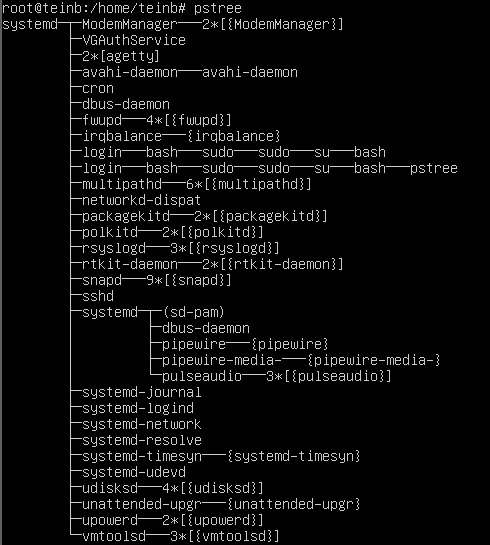 root@teinb:/home/teinb# pstree
systemd─┬─ModemManager───2*[{ModemManager}]
        ├─VGAuthService
        ├─2*[agetty]
        ├─avahi-daemon───avahi-daemon
        ├─cron
        ├─dbus-daemon
        ├─fwupd───4*[{fwupd}]
        ├─irqbalance───{irqbalance}
        ├─login───bash───sudo───sudo───su───bash
        ├─login───bash───sudo───sudo───su───bash───pstree
        ├─multipathd───6*[{multipathd}]
        ├─networkd-dispat
        ├─packagekitd───2*[{packagekitd}]
        ├─polkitd───2*[{polkitd}]
        ├─rsyslogd───3*[{rsyslogd}]
        ├─rtkit-daemon───2*[{rtkit-daemon}]
        ├─snapd───9*[{snapd}]
        ├─sshd
        ├─systemd─┬─(sd-pam)
        │         ├─dbus-daemon
        │         ├─pipewire───{pipewire}
        │         ├─pipewire-media-───{pipewire-media-}
        │         └─pulseaudio───3*[{pulseaudio}]
        ├─systemd-journal
        ├─systemd-logind
        ├─systemd-network
        ├─systemd-resolve
        ├─systemd-timesyn───{systemd-timesyn}
        ├─systemd-udevd
        ├─udisksd───4*[{udisksd}]
        ├─unattended-upgr───{unattended-upgr}
        ├─upowerd───2*[{upowerd}]
        └─vmtoolsd───3*[{vmtoolsd}]